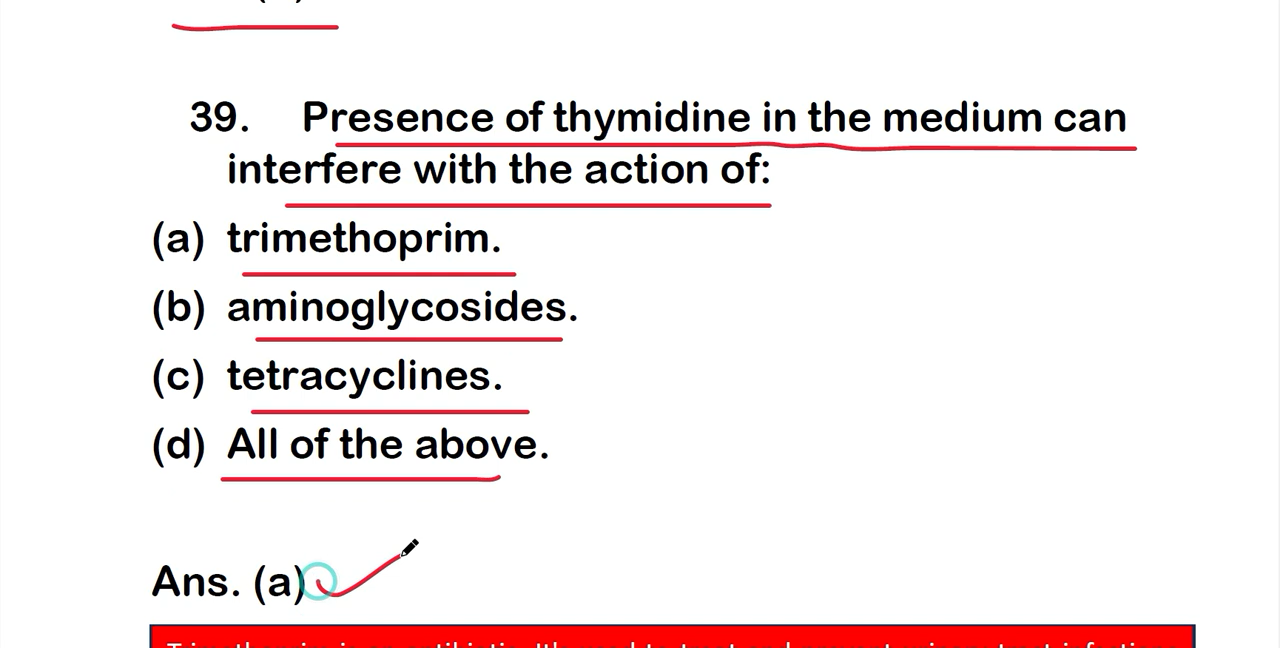 39. Presence of thymidine in the medium can
interfere with the action of:
(a) trimethoprim.
(b) aminoglycosides.
(c) tetracyclines.
(d) All of the above.
Ans. (a)